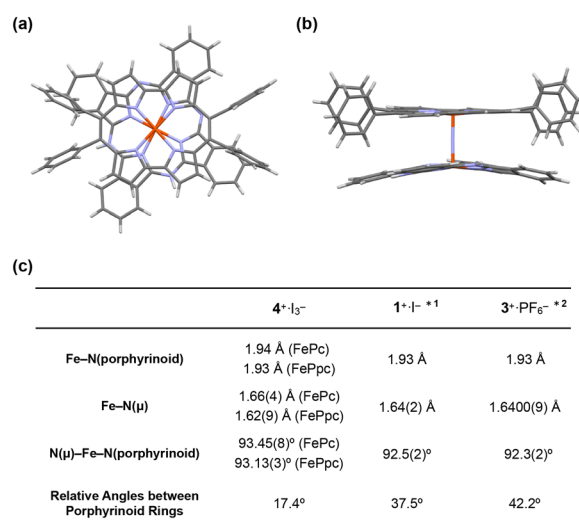 (a)
(b)
(c)
4⁺·I₃⁻ 1⁺·I⁻ *1 3⁺·PF₆⁻ *2
Fe–N(porphyrinoid) 1.94 Å (FePc) 1.93 Å (FePpc) 1.93 Å 1.93 Å
Fe–N(μ) 1.66(4) Å (FePc) 1.62(9) Å (FePpc) 1.64(2) Å 1.6400(9) Å
N(μ)–Fe–N(porphyrinoid) 93.45(8)º (FePc) 93.13(3)º (FePpc) 92.5(2)º 92.3(2)º
Relative Angles between
Porphyrinoid Rings 17.4º 37.5º 42.2º